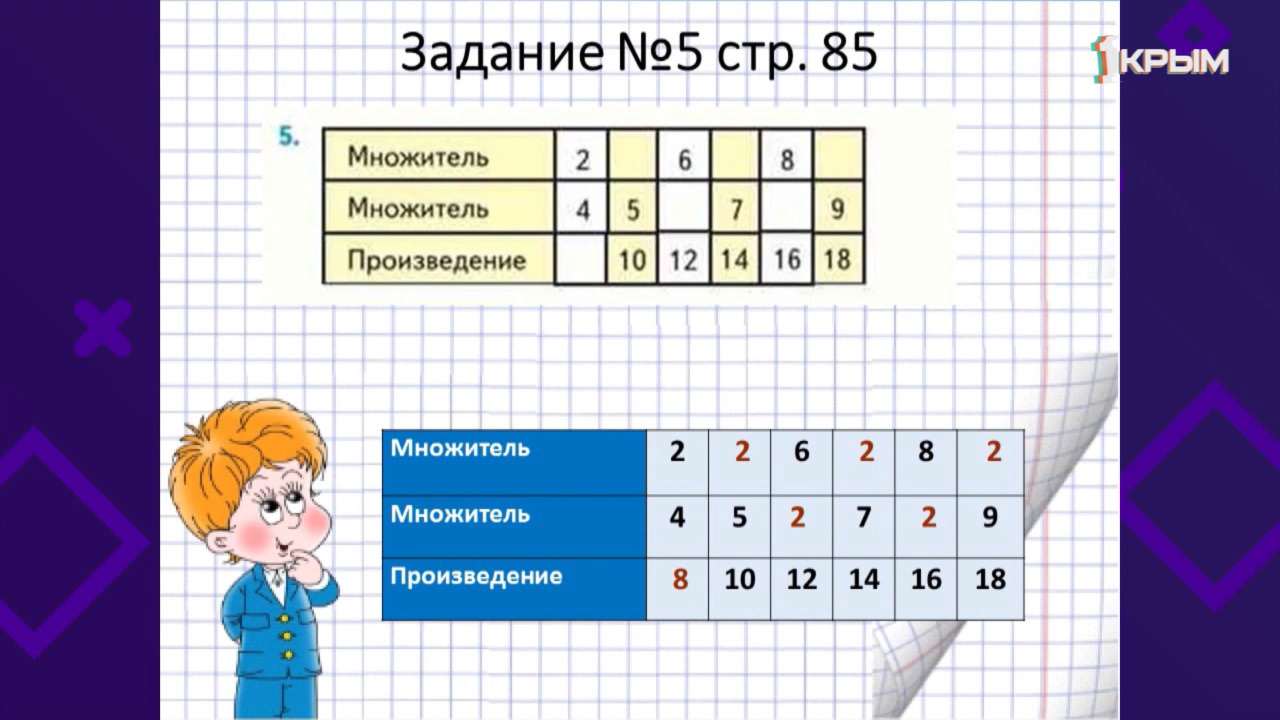 Задание №5 стр. 85
1КРЫМ
5.
Множитель 2 6 8
Множитель 4 5 7 9
Произведение 10 12 14 16 18
Множитель 2 2 6 2 8 2
Множитель 4 5 2 7 2 9
Произведение 8 10 12 14 16 18